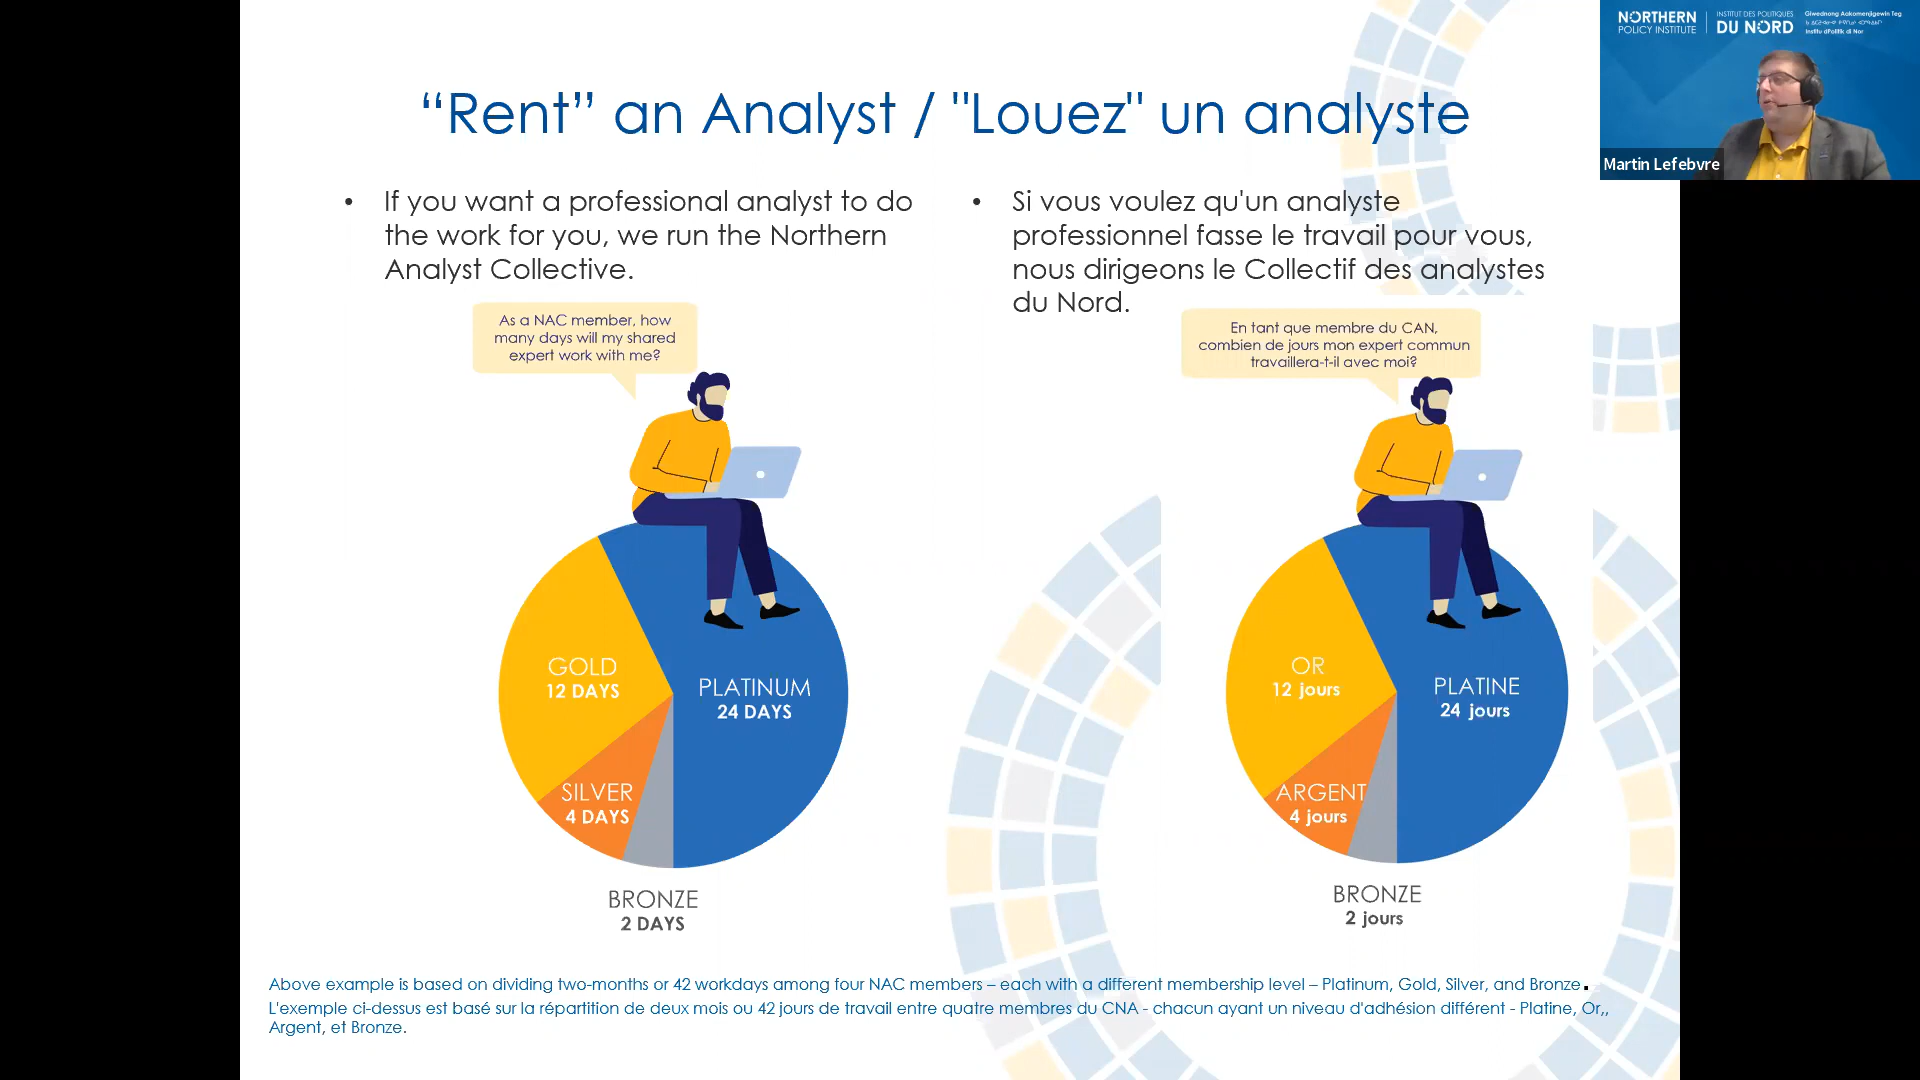 “Rent” an Analyst / "Louez" un analyste
• If you want a professional analyst to do
the work for you, we run the Northern
Analyst Collective.
• Si vous voulez qu'un analyste
professionnel fasse le travail pour vous,
nous dirigeons le Collectif des analystes
du Nord.
As a NAC member, how
many days will my shared
expert work with me?
En tant que membre du CAN,
combien de jours mon expert commun
travaillera-t-il avec moi?
GOLD
12 DAYS
PLATINUM
24 DAYS
SILVER
4 DAYS
BRONZE
2 DAYS
OR
12 jours
PLATINE
24 jours
ARGENT
4 jours
BRONZE
2 jours
Above example is based on dividing two-months or 42 workdays among four NAC members – each with a different membership level – Platinum, Gold, Silver, and Bronze.
L'exemple ci-dessus est basé sur la répartition de deux mois ou 42 jours de travail entre quatre membres du CNA - chacun ayant un niveau d'adhésion différent - Platine, Or,,
Argent, et Bronze.
NORTHERN
POLICY INSTITUTE
INSTITUT DES POLITIQUES
DU NORD
Giwednong Aakomenjigewin Teg
Institu dPolitik di Nor
Martin Lefebvre